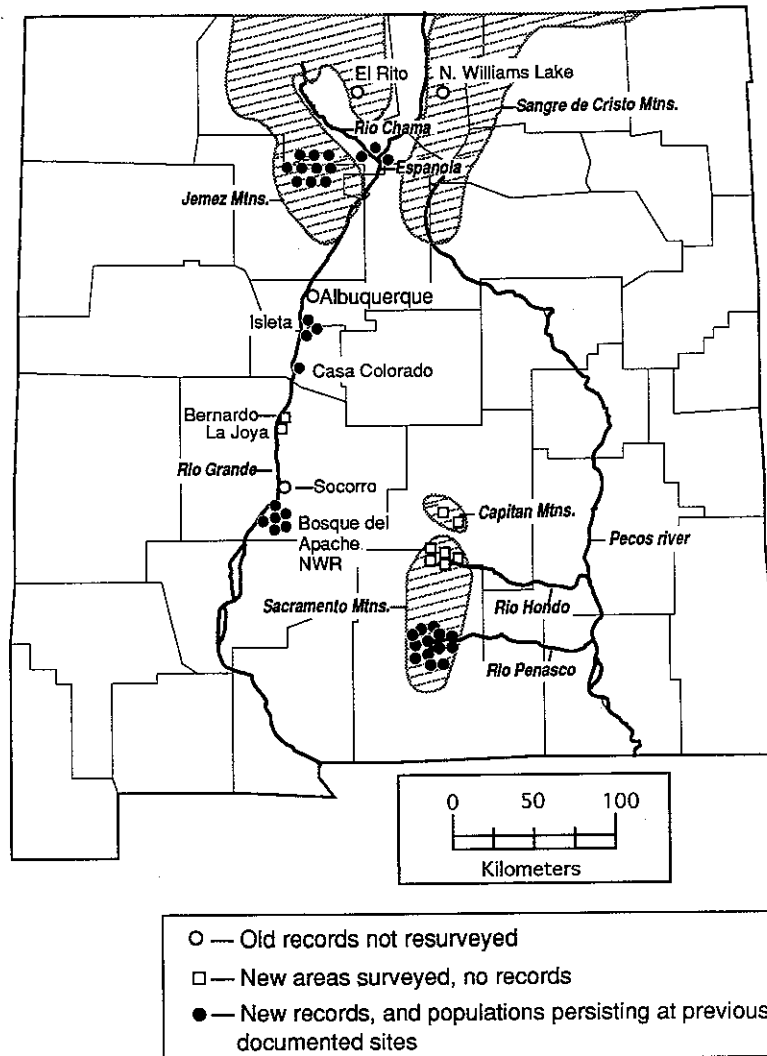 El Rito
N. Williams Lake
Sangre de Cristo Mtns.
Rio Chama
Espanola
Jemez Mtns.
Albuquerque
Isleta
Casa Colorado
Bernardo
La Joya
Rio Grande
Socorro
Bosque del
Apache
NWR
Capitan Mtns.
Pecos river
Sacramento Mtns.
Rio Hondo
Rio Penasco
0 50 100
Kilometers
O — Old records not resurveyed
□ — New areas surveyed, no records
● — New records, and populations persisting at previous
documented sites